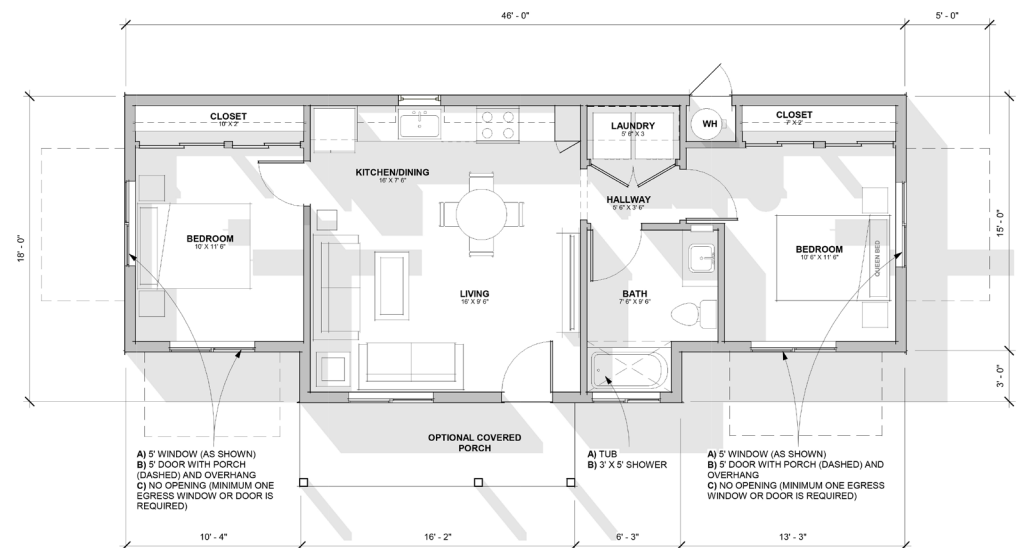 46' - 0"
5' - 0"
CLOSET
10' X 2'
LAUNDRY
5' 6" X 3
WH
CLOSET
7' X 2'
KITCHEN/DINING
16' X 7' 6"
HALLWAY
5' 6" X 3' 6"
BEDROOM
10' X 11' 6"
BEDROOM
10' 6" X 11' 6"
QUEEN BED
18' - 0"
15' - 0"
LIVING
16' X 9' 6"
BATH
7' 6" X 9' 6"
3' - 0"
OPTIONAL COVERED
PORCH
A) 5' WINDOW (AS SHOWN)
B) 5' DOOR WITH PORCH
(DASHED) AND OVERHANG
C) NO OPENING (MINIMUM ONE
EGRESS WINDOW OR DOOR IS
REQUIRED)
A) TUB
B) 3' X 5' SHOWER
A) 5' WINDOW (AS SHOWN)
B) 5' DOOR WITH PORCH (DASHED) AND
OVERHANG
C) NO OPENING (MINIMUM ONE EGRESS
WINDOW OR DOOR IS REQUIRED)
10' - 4"
16' - 2"
6' - 3"
13' - 3"